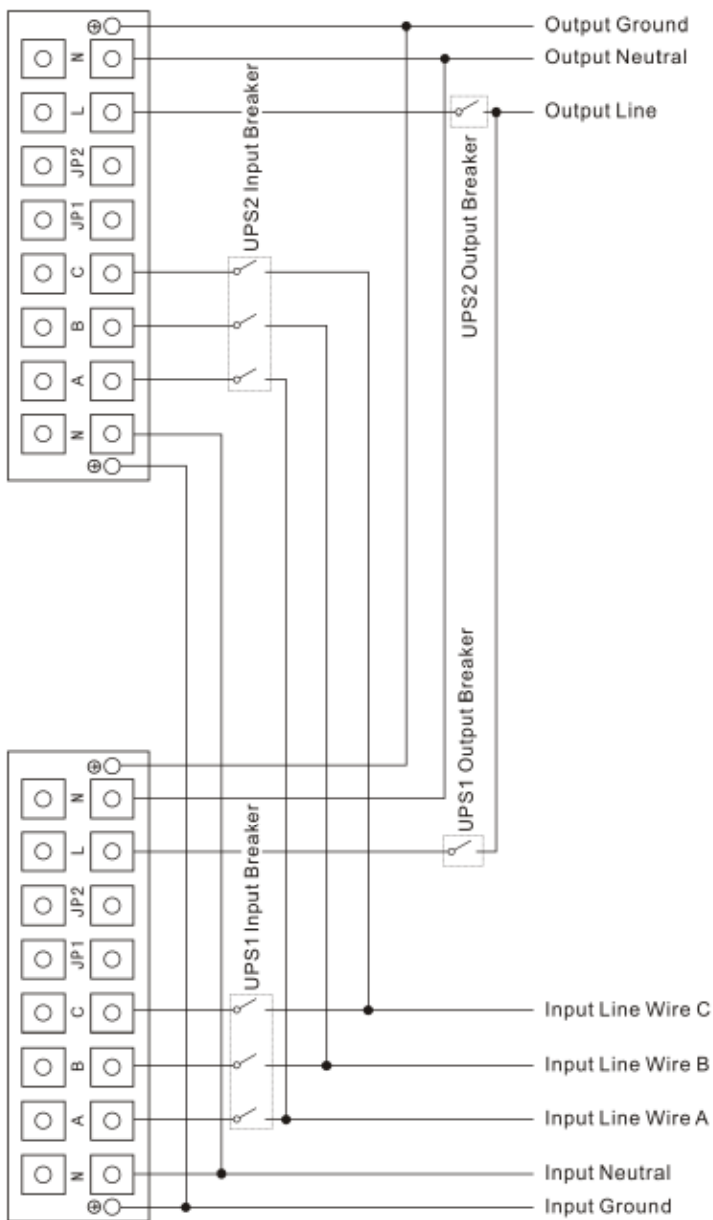 Output Ground
N
Output Neutral
L
Output Line
UPS2 Input Breaker
UPS2 Output Breaker
JP2
JP1
C
B
A
N
UPS1 Output Breaker
N
L
UPS1 Input Breaker
JP2
JP1
C
Input Line Wire C
B
Input Line Wire B
A
Input Line Wire A
N
Input Neutral
Input Ground